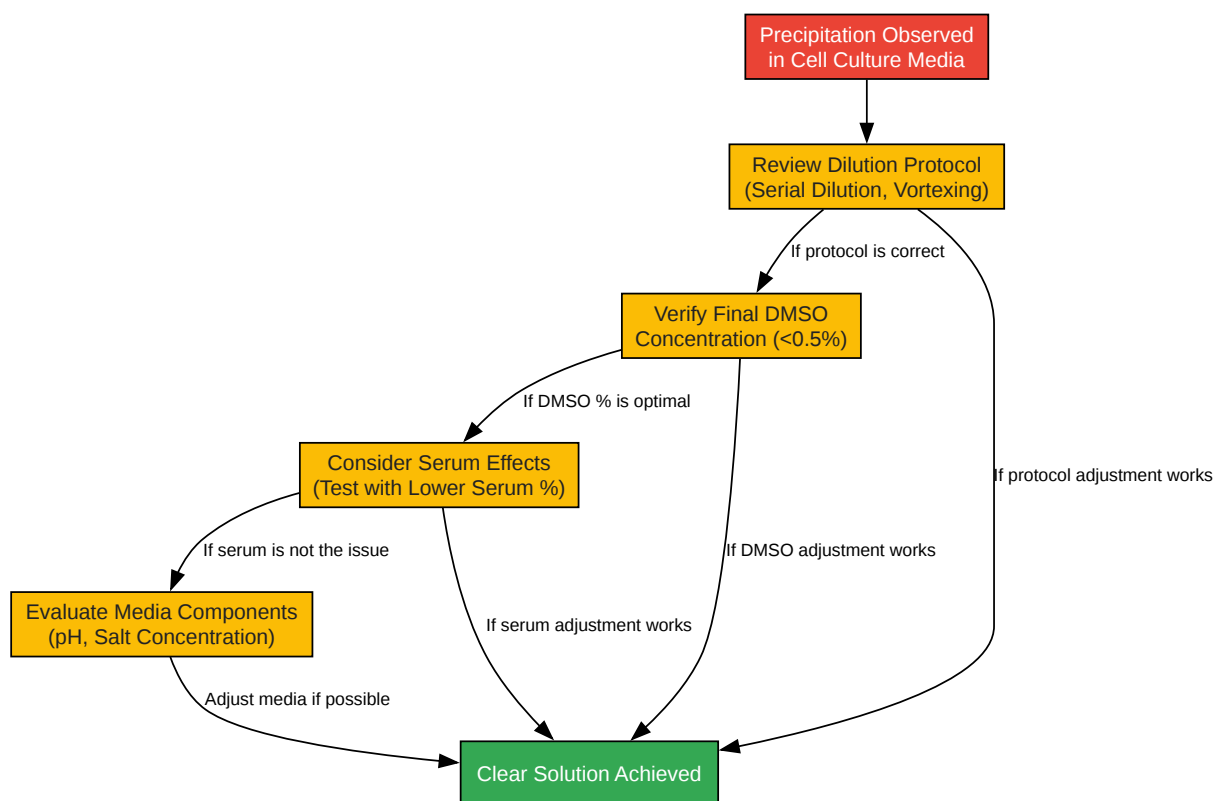 Precipitation Observed
in Cell Culture Media
Review Dilution Protocol
(Serial Dilution, Vortexing)
If protocol is correct
Verify Final DMSO
Concentration (<0.5%)
If DMSO % is optimal
Consider Serum Effects
(Test with Lower Serum %)
If protocol adjustment works
If serum is not the issue
If DMSO adjustment works
Evaluate Media Components
(pH, Salt Concentration)
If serum adjustment works
Adjust media if possible
Clear Solution Achieved